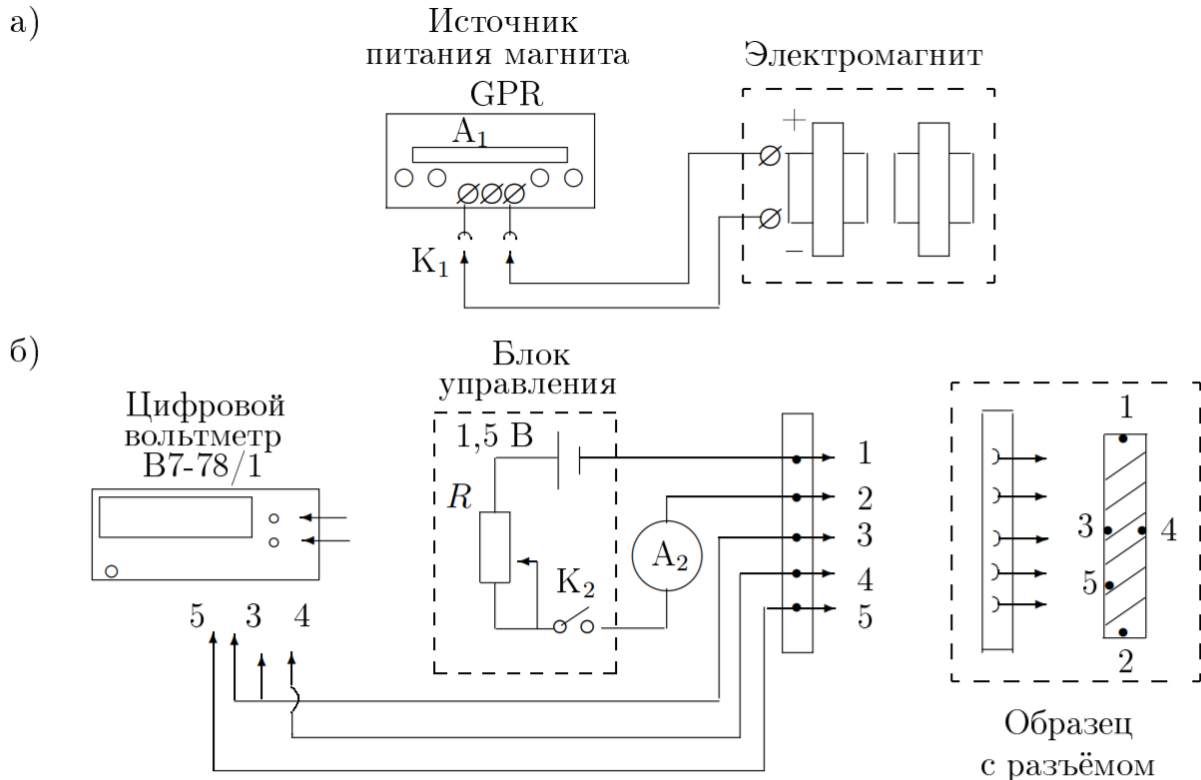 а)
Источник
питания магнита
GPR
A₁
K₁
Электромагнит
+
−
б)
Цифровой
вольтметр
В7-78/1
5 3 4
Блок
управления
1,5 В
R
K₂
A₂
1
2
3
4
5
1
3 4
5
2
Образец
с разъёмом